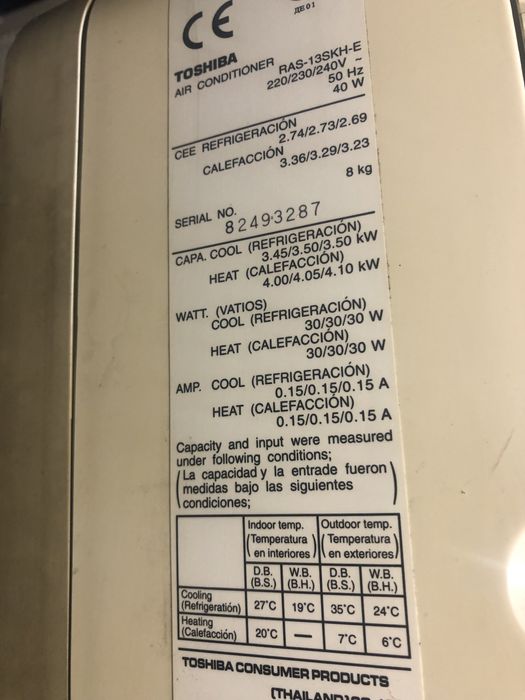 CE
ДЕ01
TOSHIBA
AIR CONDITIONER RAS-13SKH-E
220/230/240V ~
50 Hz
40 W
CEE REFRIGERACIÓN
2.74/2.73/2.69
CALEFACCIÓN
3.36/3.29/3.23
8 kg
SERIAL NO.
82493287
CAPA. COOL (REFRIGERACIÓN)
3.45/3.50/3.50 kW
HEAT (CALEFACCIÓN)
4.00/4.05/4.10 kW
WATT. (VATIOS)
COOL (REFRIGERACIÓN)
30/30/30 W
HEAT (CALEFACCIÓN)
30/30/30 W
AMP. COOL (REFRIGERACIÓN)
0.15/0.15/0.15 A
HEAT (CALEFACCIÓN)
0.15/0.15/0.15 A
Capacity and input were measured
under following conditions;
(La capacidad y la entrade fueron
medidas bajo las siguientes
condiciones;)
Indoor temp. Outdoor temp.
(Temperatura (Temperatura
en interiores) en exteriores)
D.B. W.B. D.B. W.B.
(B.S.) (B.H.) (B.S.) (B.H.)
Cooling
(Refrigeratión) 27°C 19°C 35°C 24°C
Heating
(Calefacción) 20°C — 7°C 6°C
TOSHIBA CONSUMER PRODUCTS
(THAILAND)